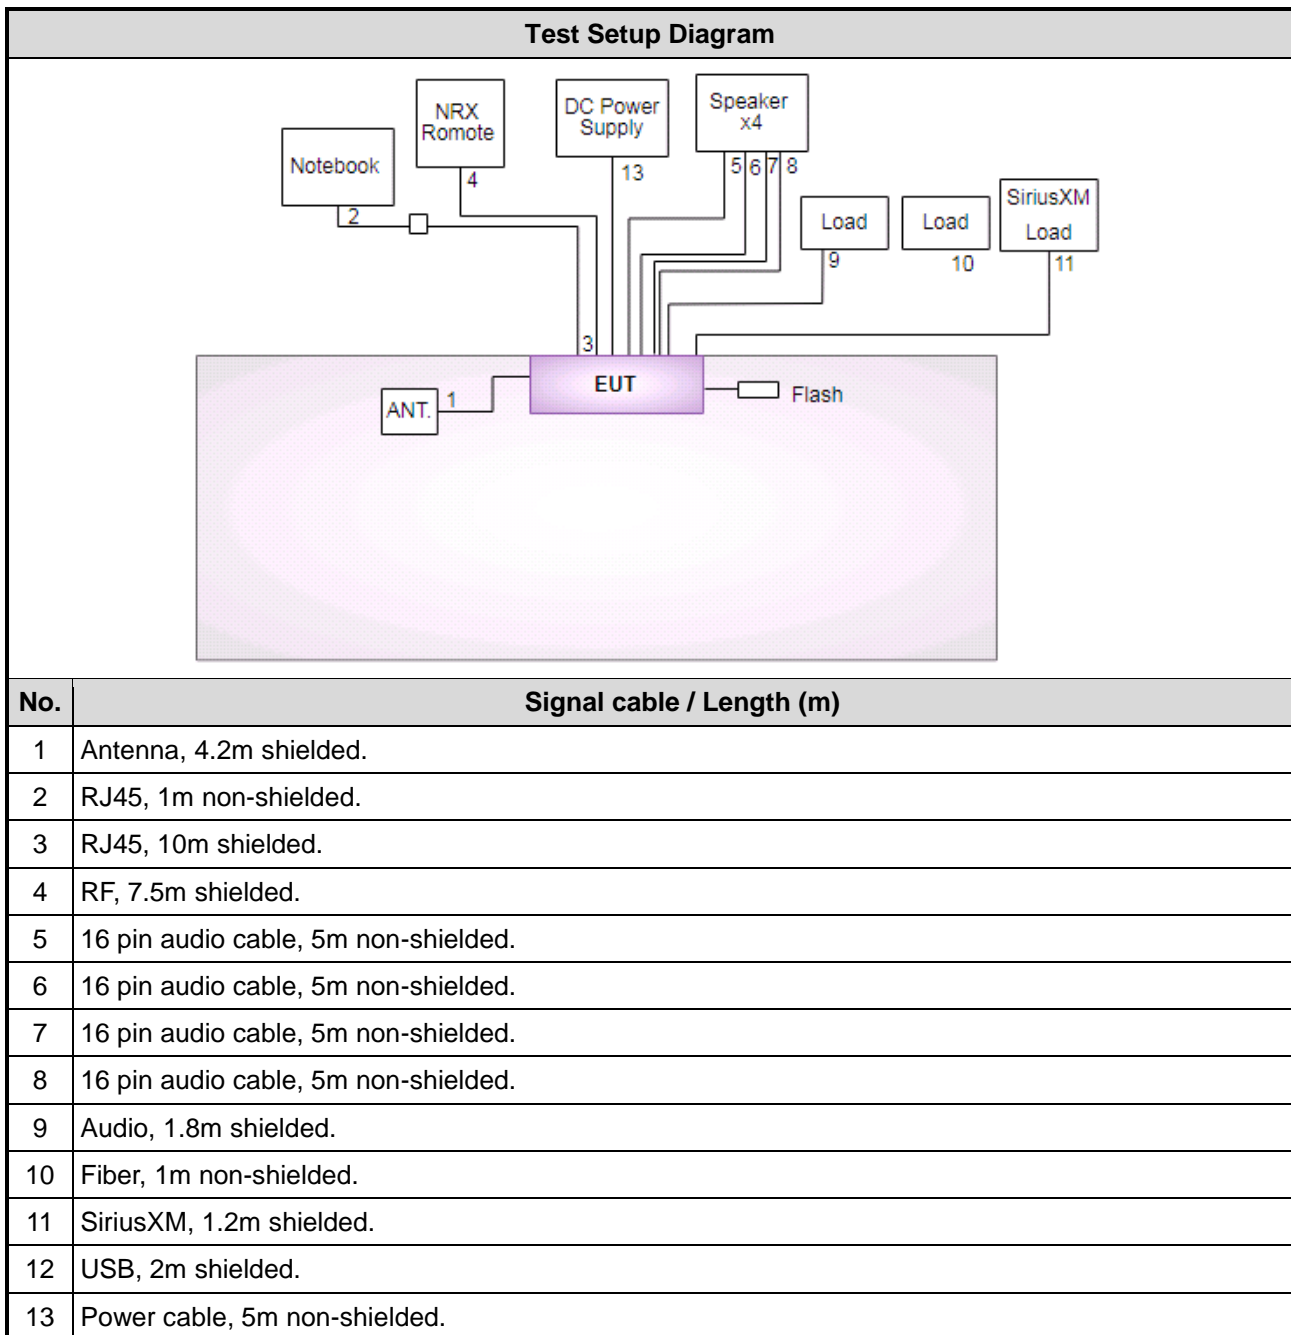 Test Setup Diagram
NRX
Romote
DC Power
Supply
Speaker
x4
Notebook
4
13
5 6 7 8
2
Load
Load
SiriusXM
Load
9
10
11
3
EUT
ANT.
1
Flash
No. Signal cable / Length (m)
1 Antenna, 4.2m shielded.
2 RJ45, 1m non-shielded.
3 RJ45, 10m shielded.
4 RF, 7.5m shielded.
5 16 pin audio cable, 5m non-shielded.
6 16 pin audio cable, 5m non-shielded.
7 16 pin audio cable, 5m non-shielded.
8 16 pin audio cable, 5m non-shielded.
9 Audio, 1.8m shielded.
10 Fiber, 1m non-shielded.
11 SiriusXM, 1.2m shielded.
12 USB, 2m shielded.
13 Power cable, 5m non-shielded.